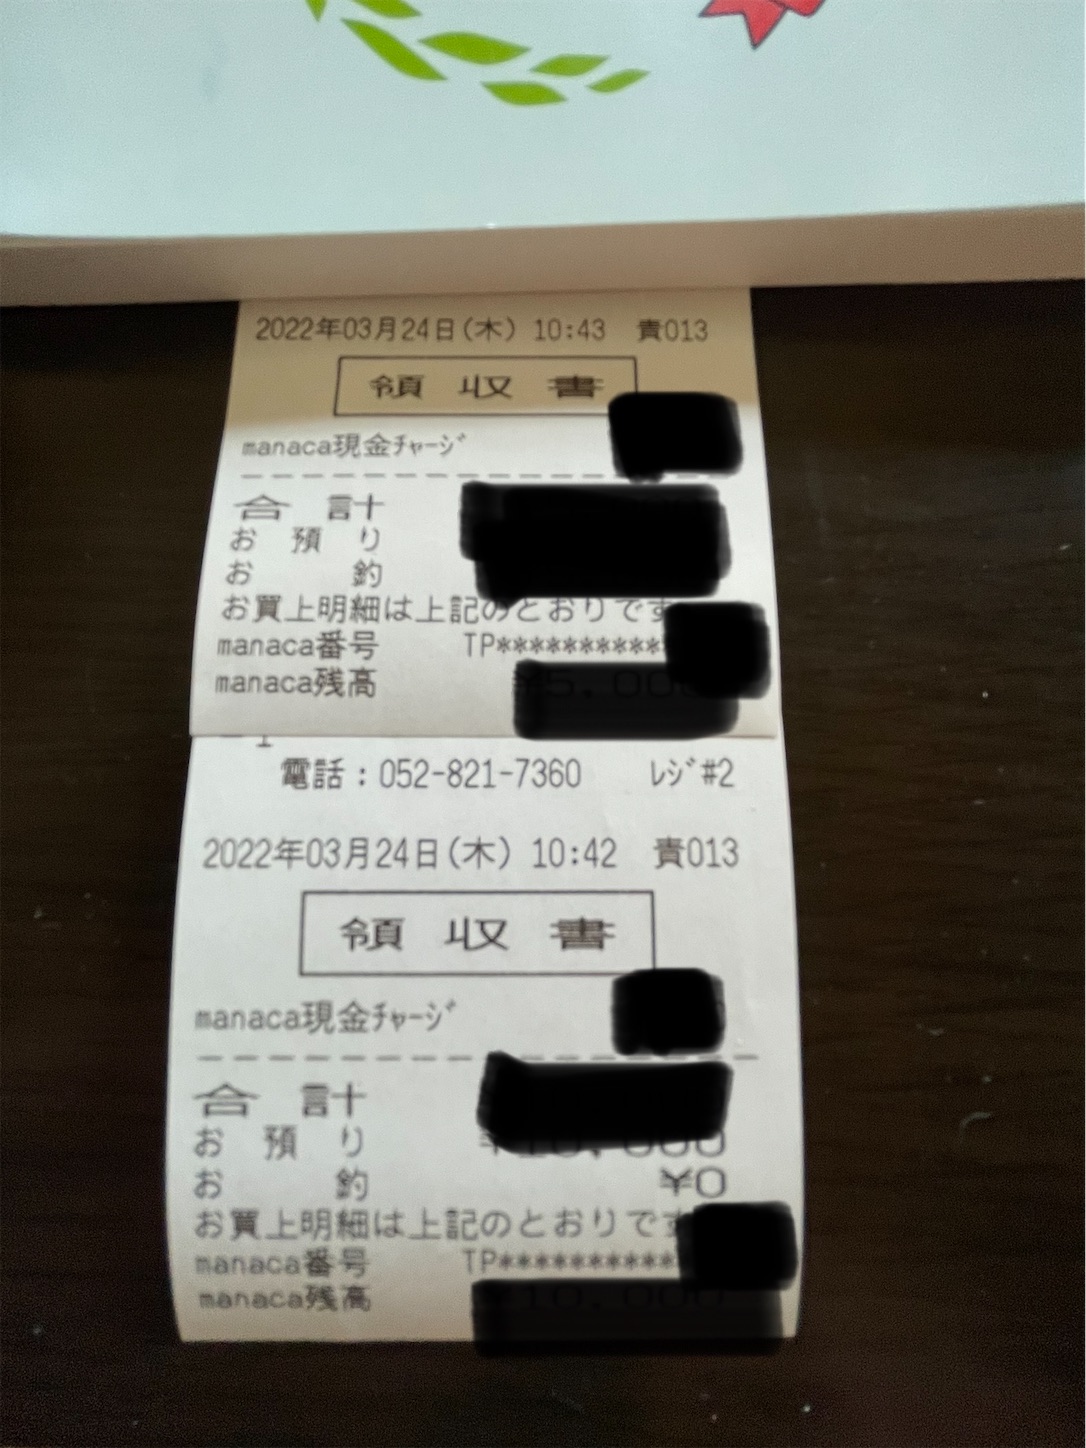 2022年03月24日(木) 10:43 責013
領収書
manaca現金ﾁｬｰｼﾞ
合計
お預り
お釣
お買上明細は上記のとおりです
manaca番号 TP**********
manaca残高
電話：052-821-7360 ﾚｼﾞ#2
2022年03月24日(木) 10:42 責013
領収書
manaca現金ﾁｬｰｼﾞ
合計
お預り
お釣 ¥0
お買上明細は上記のとおりです
manaca番号 TP**********
manaca残高